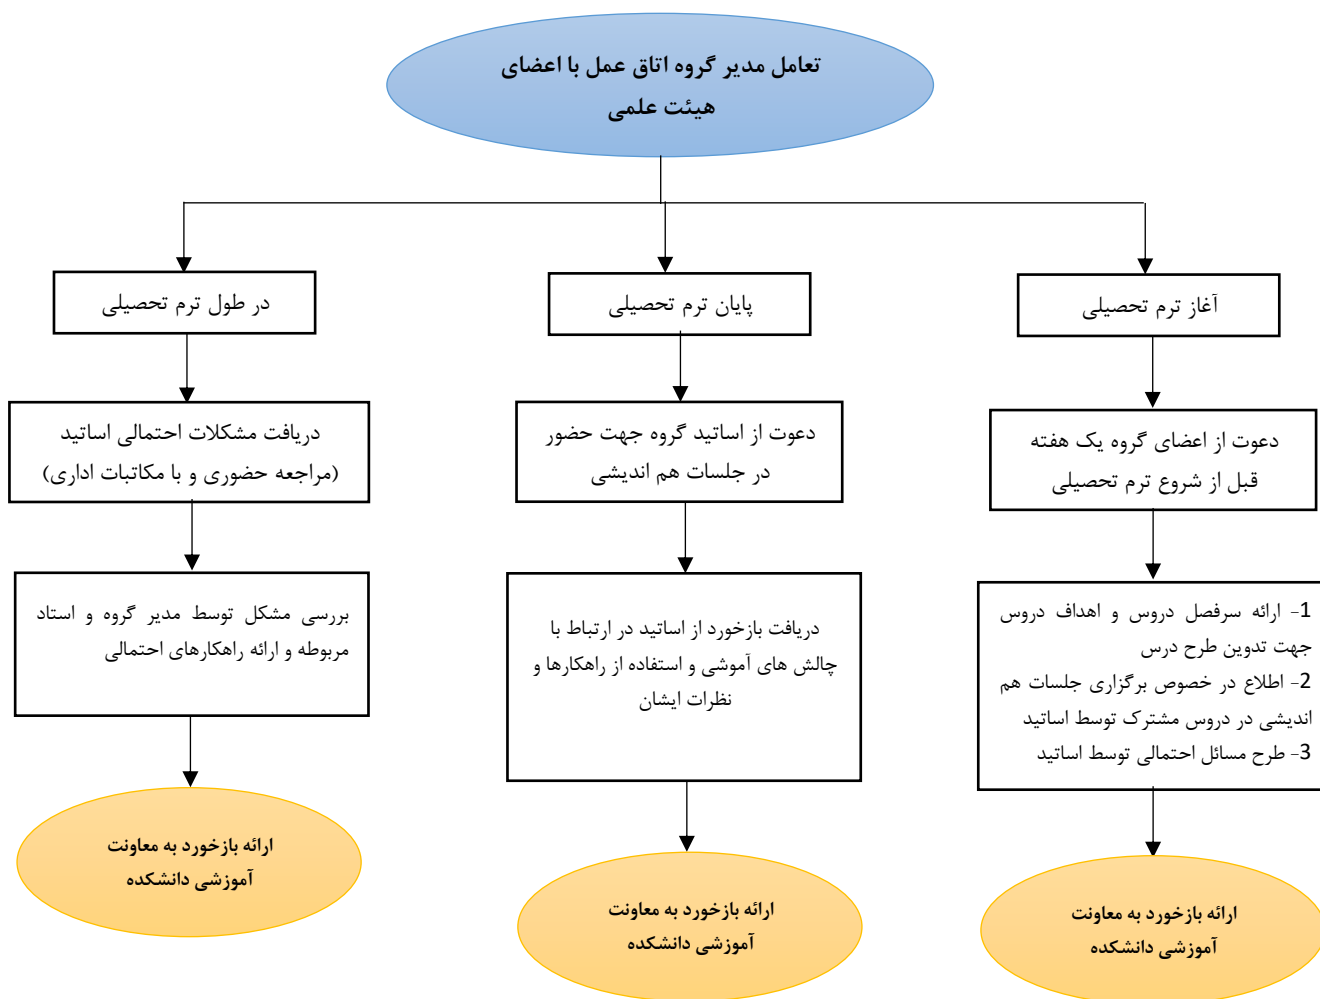 تعامل مدیر گروه اتاق عمل با اعضای
هیئت علمی
آغاز ترم تحصیلی
دعوت از اعضای گروه یک هفته
قبل از شروع ترم تحصیلی
1- ارائه سرفصل دروس و اهداف دروس
جهت تدوین طرح درس
2- اطلاع در خصوص برگزاری جلسات هم
اندیشی در دروس مشترک توسط اساتید
3- طرح مسائل احتمالی توسط اساتید
ارائه بازخورد به معاونت
آموزشی دانشکده
پایان ترم تحصیلی
دعوت از اساتید گروه جهت حضور
در جلسات هم اندیشی
دریافت بازخورد از اساتید در ارتباط با
چالش های آموشی و استفاده از راهکارها و
نظرات ایشان
ارائه بازخورد به معاونت
آموزشی دانشکده
در طول ترم تحصیلی
دریافت مشکلات احتمالی اساتید
(مراجعه حضوری و با مکاتبات اداری)
بررسی مشکل توسط مدیر گروه و استاد
مربوطه و ارائه راهکارهای احتمالی
ارائه بازخورد به معاونت
آموزشی دانشکده